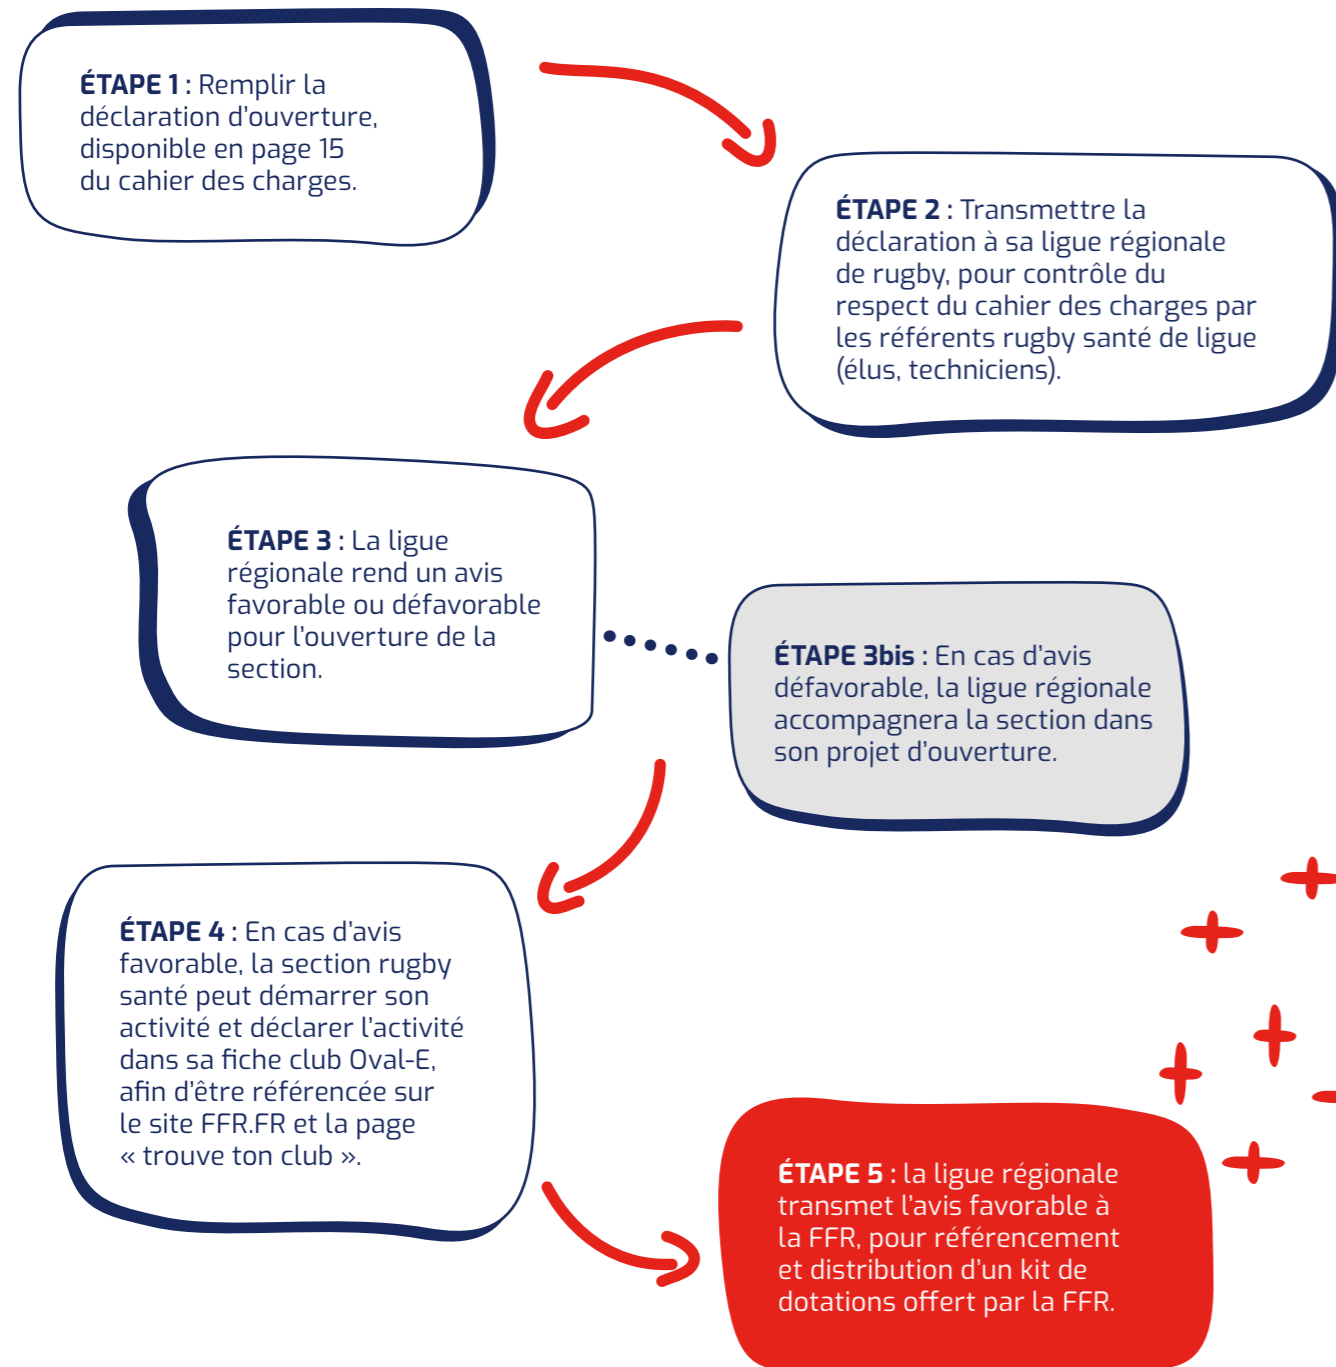 ÉTAPE 1 : Remplir la
déclaration d'ouverture,
disponible en page 15
du cahier des charges.
ÉTAPE 2 : Transmettre la
déclaration à sa ligue régionale
de rugby, pour contrôle du
respect du cahier des charges par
les référents rugby santé de ligue
(élus, techniciens).
ÉTAPE 3 : La ligue
régionale rend un avis
favorable ou défavorable
pour l'ouverture de la
section.
ÉTAPE 3bis : En cas d'avis
défavorable, la ligue régionale
accompagnera la section dans
son projet d'ouverture.
ÉTAPE 4 : En cas d'avis
favorable, la section rugby
santé peut démarrer son
activité et déclarer l'activité
dans sa fiche club Oval-E,
afin d'être référencée sur
le site FFR.FR et la page
« trouve ton club ».
ÉTAPE 5 : la ligue régionale
transmet l'avis favorable à
la FFR, pour référencement
et distribution d'un kit de
dotations offert par la FFR.